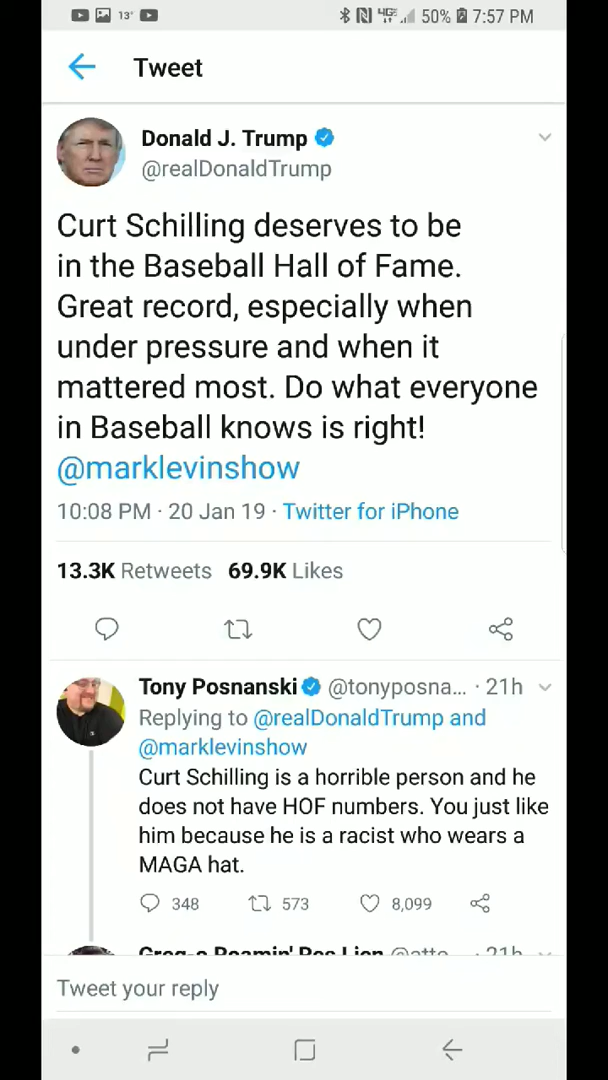 13°
4G
50%
7:57 PM
Tweet
Donald J. Trump
@realDonaldTrump
Curt Schilling deserves to be
in the Baseball Hall of Fame.
Great record, especially when
under pressure and when it
mattered most. Do what everyone
in Baseball knows is right!
@marklevinshow
10:08 PM · 20 Jan 19 · Twitter for iPhone
13.3K Retweets 69.9K Likes
Tony Posnanski @tonyposna... · 21h
Replying to @realDonaldTrump and
@marklevinshow
Curt Schilling is a horrible person and he
does not have HOF numbers. You just like
him because he is a racist who wears a
MAGA hat.
348 573 8,099
· 21h
Tweet your reply